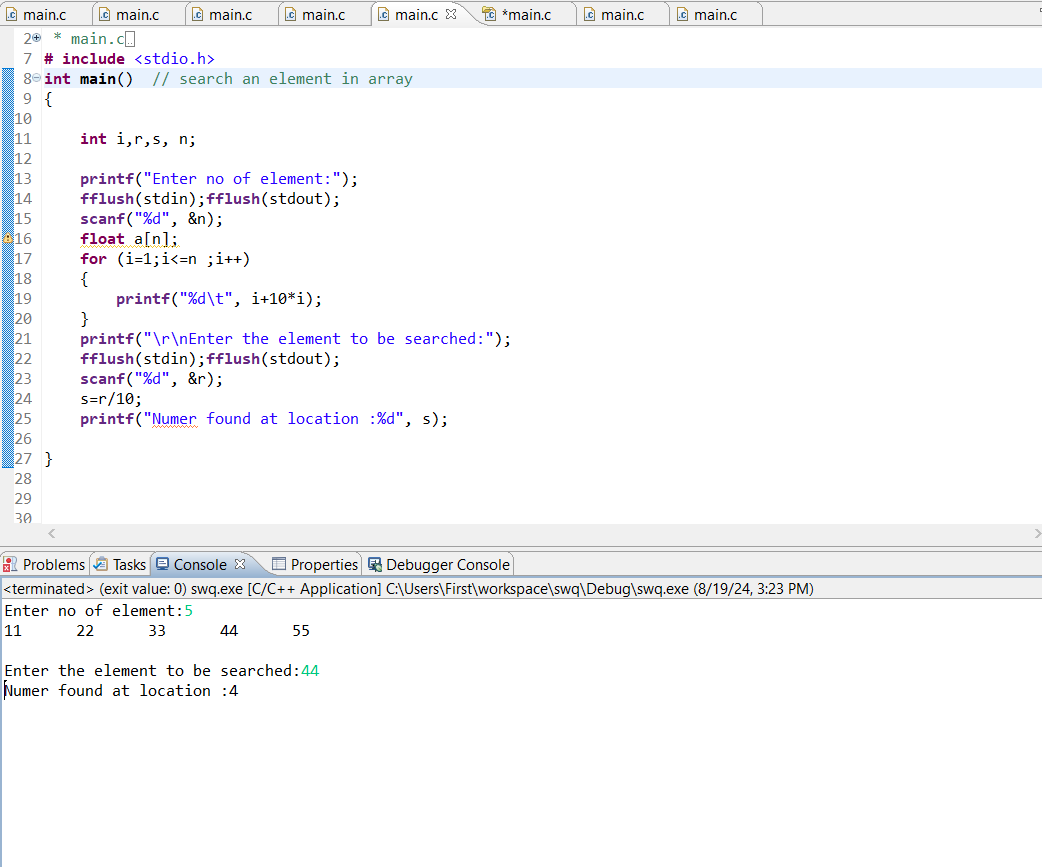 main.c main.c main.c main.c main.c *main.c main.c main.c
2 * main.c
7 # include <stdio.h>
8 int main()  // search an element in array
9 {
10
11     int i,r,s, n;
12
13     printf("Enter no of element:");
14     fflush(stdin);fflush(stdout);
15     scanf("%d", &n);
16     float a[n];
17     for (i=1;i<=n ;i++)
18     {
19         printf("%d\t", i+10*i);
20     }
21     printf("\r\nEnter the element to be searched:");
22     fflush(stdin);fflush(stdout);
23     scanf("%d", &r);
24     s=r/10;
25     printf("Numer found at location :%d", s);
26
27 }
28
29
30
Problems Tasks Console Properties Debugger Console
<terminated> (exit value: 0) swq.exe [C/C++ Application] C:\Users\First\workspace\swq\Debug\swq.exe (8/19/24, 3:23 PM)
Enter no of element:5
11      22      33      44      55
Enter the element to be searched:44
Numer found at location :4